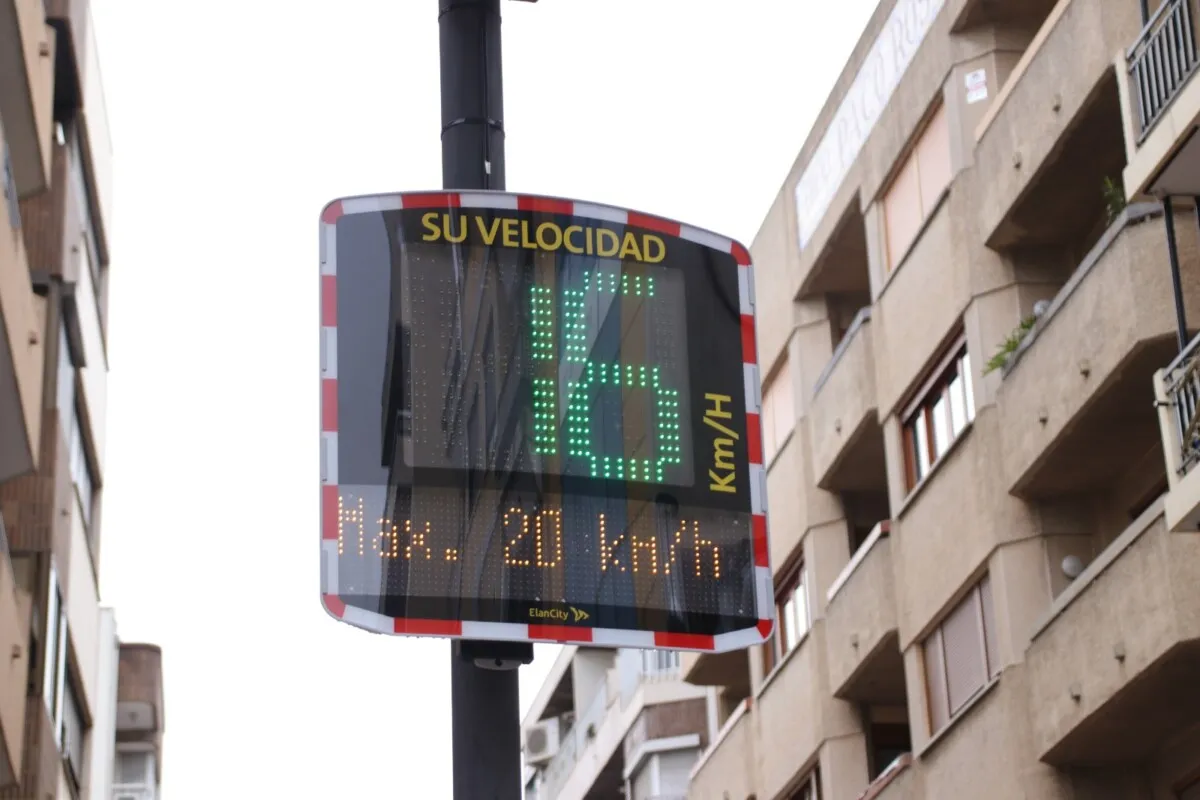 SU VELOCIDAD
16
Km/H
Max. 20 km/h
ElanCity